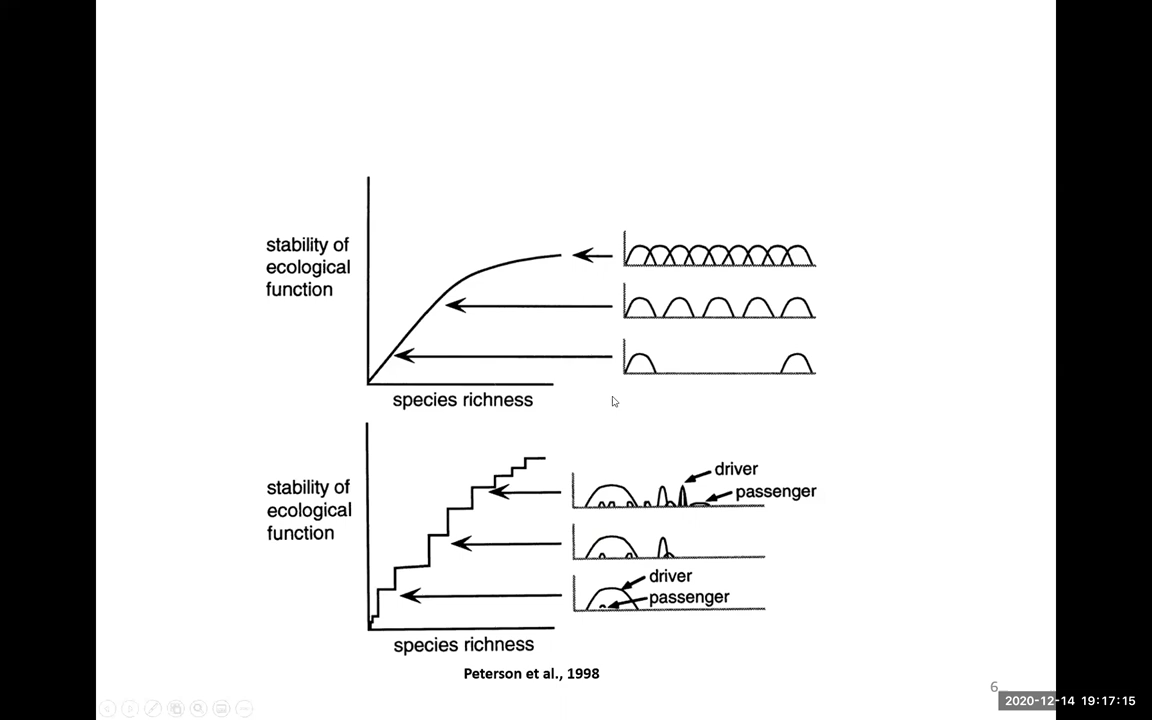 stability of
ecological
function
species richness
stability of
ecological
function
driver
passenger
driver
passenger
species richness
Peterson et al., 1998
6
2020-12-14 19:17:15